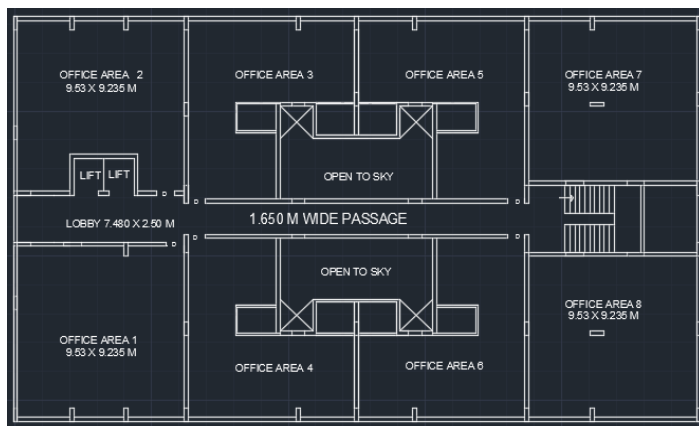 OFFICE AREA 2
9.53 X 9.235 M
OFFICE AREA 3
OFFICE AREA 5
OFFICE AREA 7
9.53 X 9.235 M
LIFT
LIFT
OPEN TO SKY
LOBBY 7.480 X 2.50 M
1.650 M WIDE PASSAGE
OPEN TO SKY
OFFICE AREA 1
9.53 X 9.235 M
OFFICE AREA 4
OFFICE AREA 6
OFFICE AREA 8
9.53 X 9.235 M